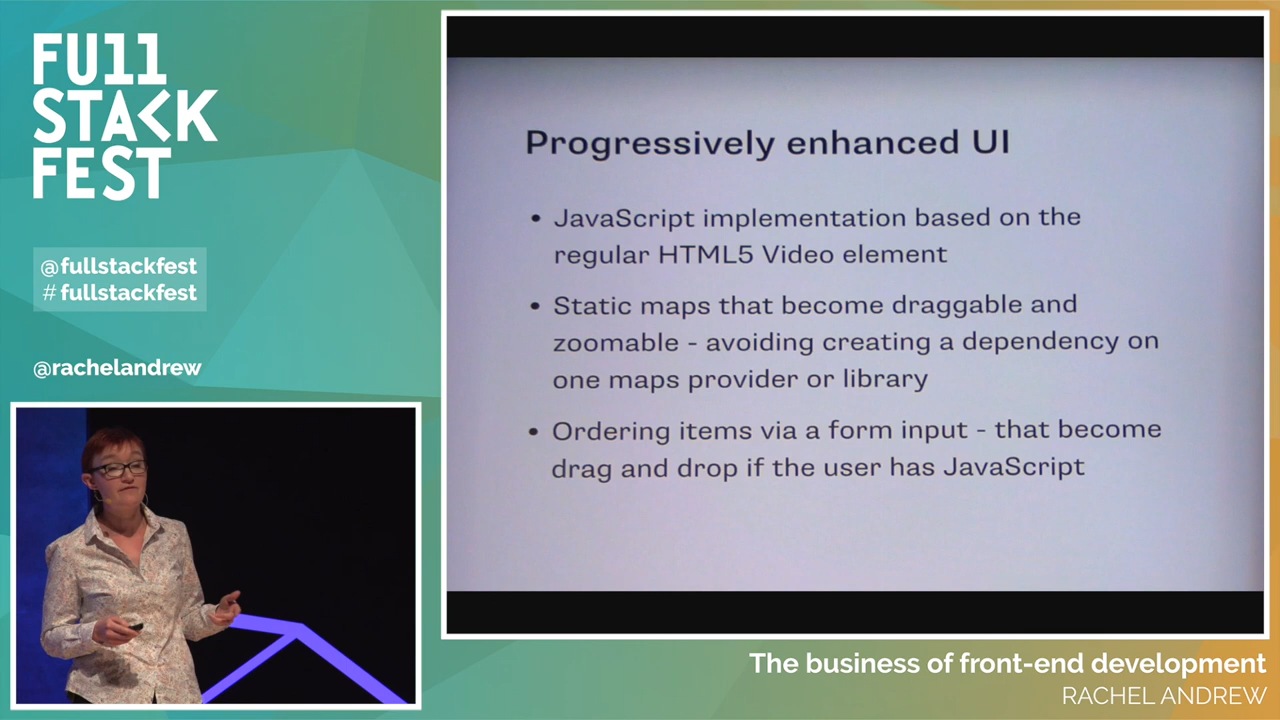 FU11
STACK
FEST
@fullstackfest
# fullstackfest
@rachelandrew
Progressively enhanced UI
• JavaScript implementation based on the
regular HTML5 Video element
• Static maps that become draggable and
zoomable - avoiding creating a dependency on
one maps provider or library
• Ordering items via a form input - that become
drag and drop if the user has JavaScript
The business of front-end development
RACHEL ANDREW